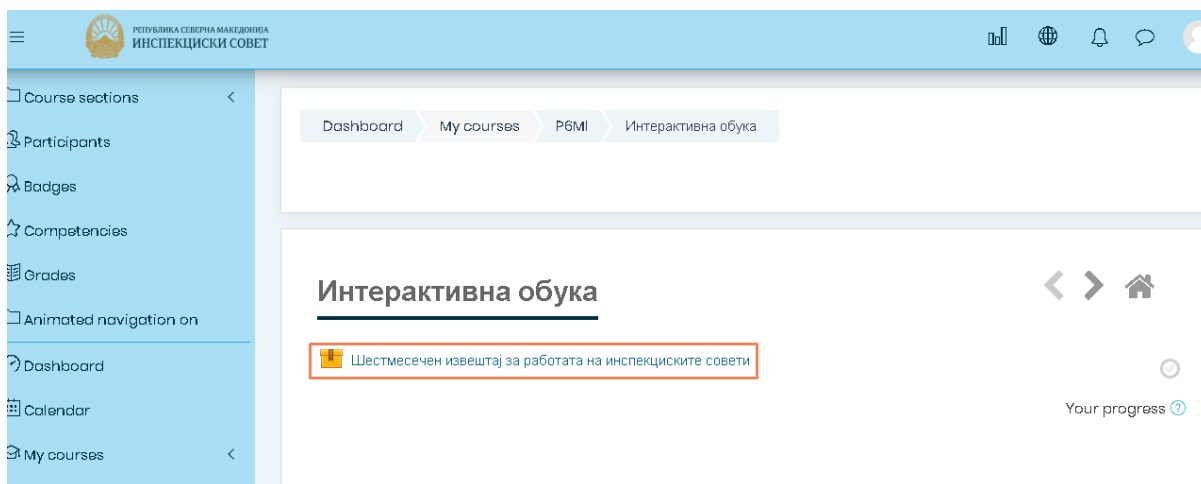 РЕПУБЛИКА СЕВЕРНА МАКЕДОНИЈА
ИНСПЕКЦИСКИ СОВЕТ
Course sections
Participants
Badges
Competencies
Grades
Animated navigation on
Dashboard
Calendar
My courses
Dashboard My courses P6MI Интерактивна обука
Интерактивна обука
Шестмесечен извештај за работата на инспекциските совети
Your progress